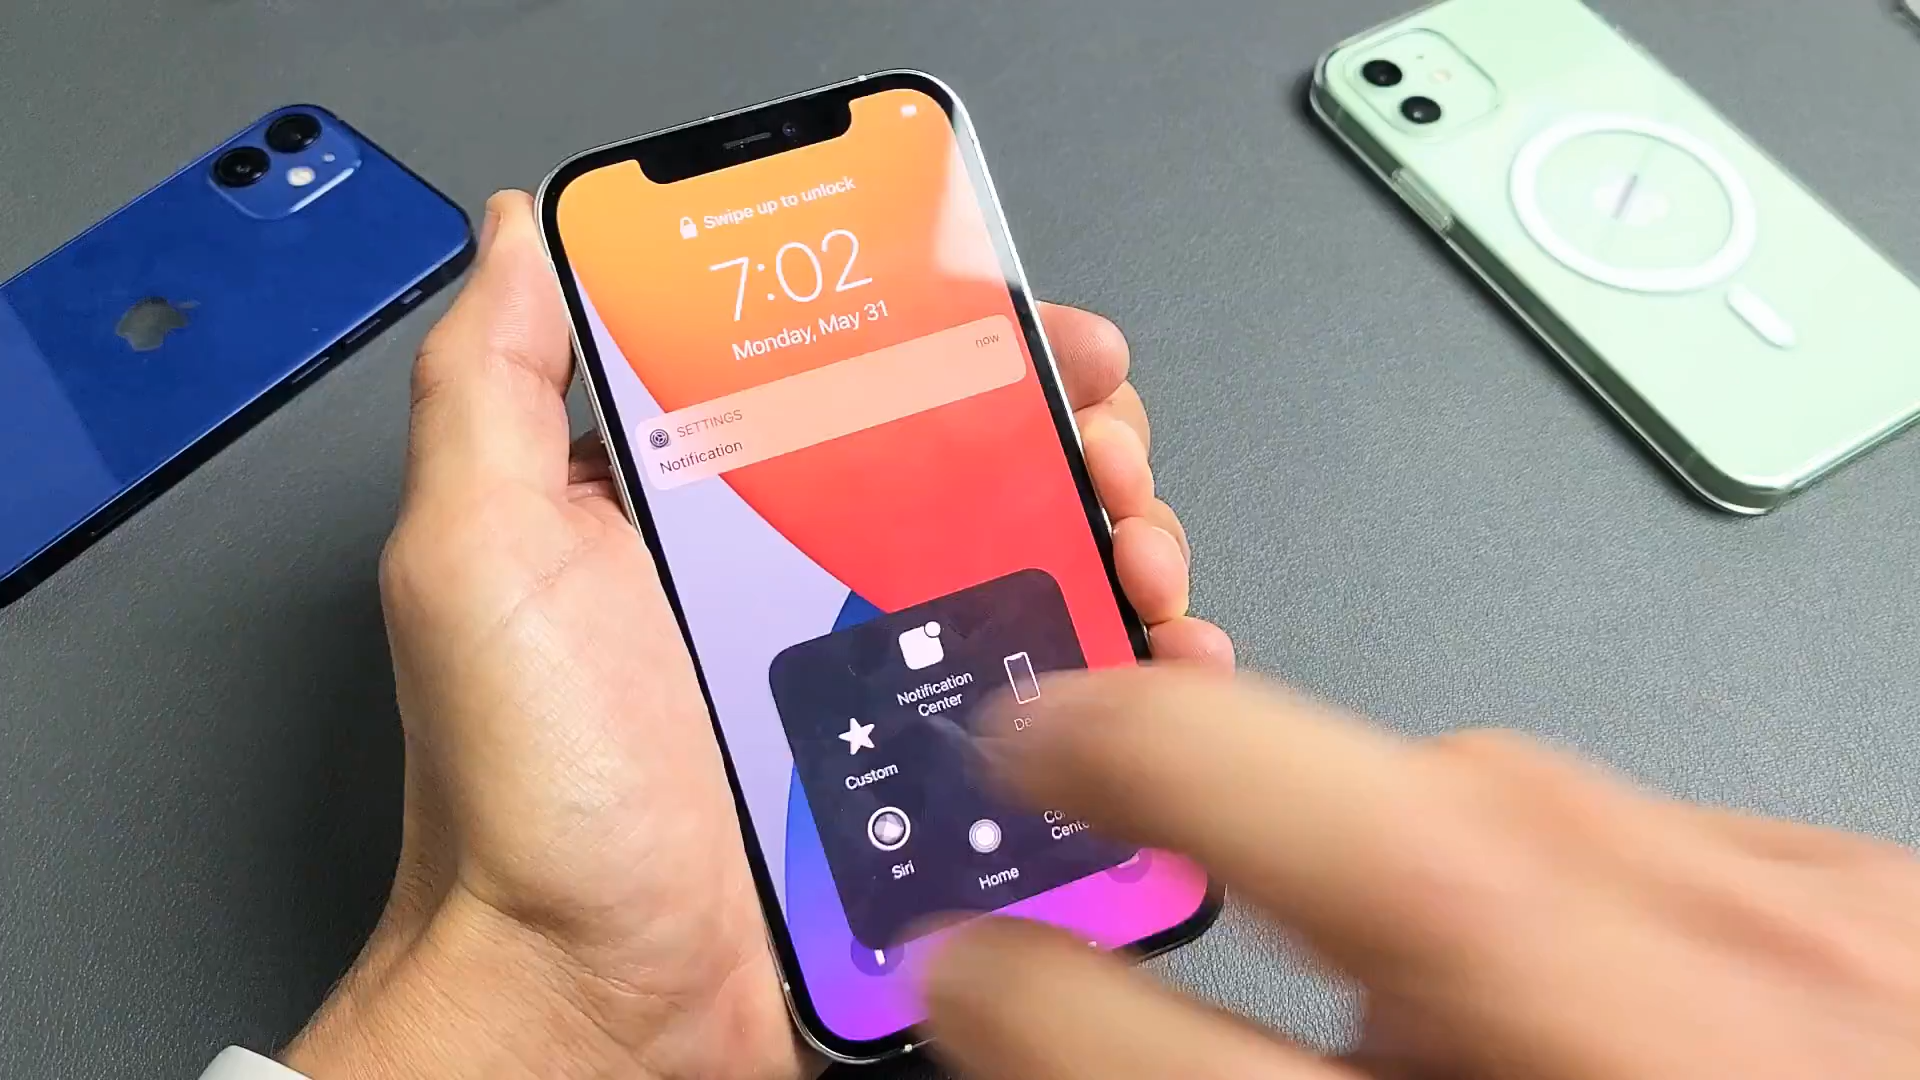 Swipe up to unlock
7:02
Monday, May 31
now
SETTINGS
Notification
Notification
Center
Custom
Siri
Home